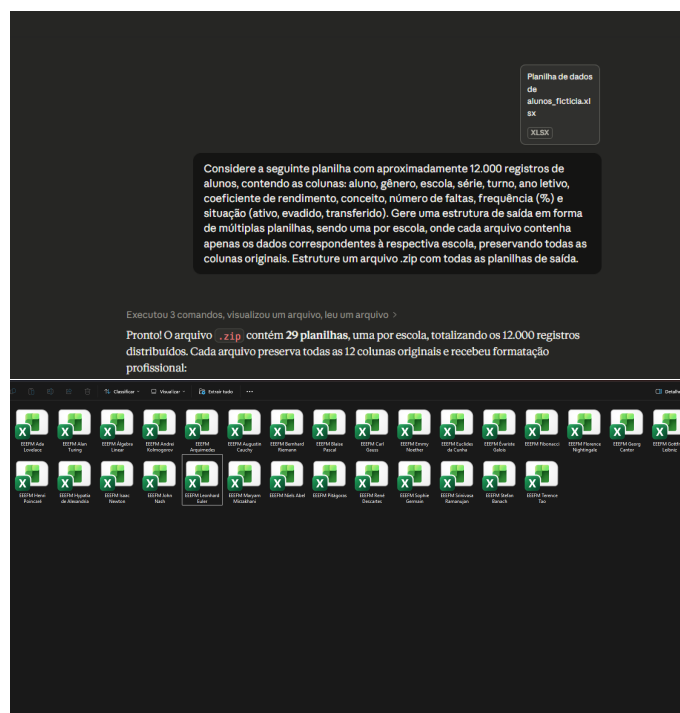 Planilha de dados
de
alunos_ficticia.xl
sx
XLSX
Considere a seguinte planilha com aproximadamente 12.000 registros de
alunos, contendo as colunas: aluno, gênero, escola, série, turno, ano letivo,
coeficiente de rendimento, conceito, número de faltas, frequência (%) e
situação (ativo, evadido, transferido). Gere uma estrutura de saída em forma
de múltiplas planilhas, sendo uma por escola, onde cada arquivo contenha
apenas os dados correspondentes à respectiva escola, preservando todas as
colunas originais. Estruture um arquivo .zip com todas as planilhas de saída.
Executou 3 comandos, visualizou um arquivo, leu um arquivo >
Pronto! O arquivo .zip contém 29 planilhas, uma por escola, totalizando os 12.000 registros
distribuídos. Cada arquivo preserva todas as 12 colunas originais e recebeu formatação
profissional:
Classificar Visualizar Extrair tudo ... Detalh
EEEFM Ada EEEFM Alan EEEFM Álgebra EEEFM Andrei EEEFM EEEFM Augustin EEEFM Bernhard EEEFM Blaise EEEFM Carl EEEFM Emmy EEEFM Euclides EEEFM Evariste EEEFM Fibonacci EEEFM Florence EEEFM Georg EEEFM Gottfr
Lovelace Turing Linear Kolmogorov Arquimedes Cauchy Riemann Pascal Gauss Noether da Cunha Galois Nightingale Cantor Leibniz
EEEFM Henri EEEFM Hypatia EEEFM Isaac EEEFM John EEEFM Leonhard EEEFM Maryam EEEFM Niels Abel EEEFM Pitágoras EEEFM René EEEFM Sophie EEEFM Srinivasa EEEFM Stefan EEEFM Terence
Poincaré de Alexandria Newton Nash Euler Mirzakhani Descartes Germain Ramanujan Banach Tao